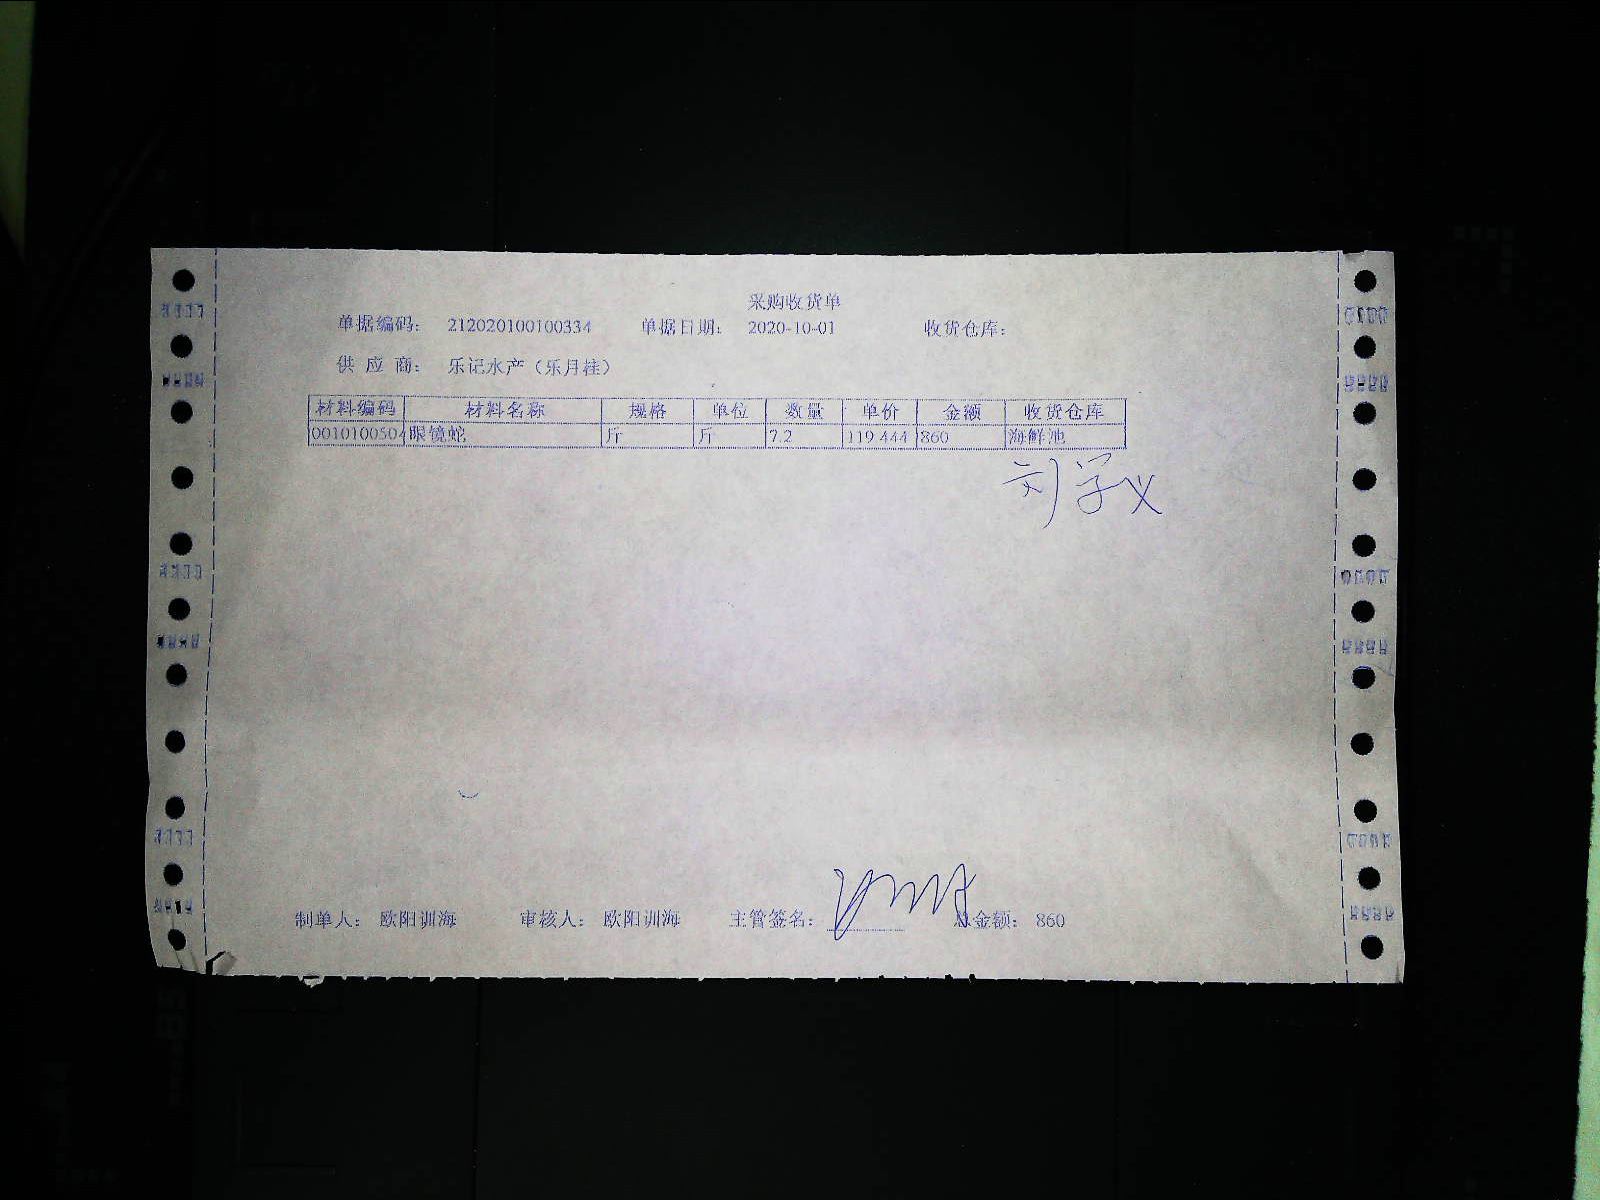 采购收货单
单据编码: 212020100100334 单据日期: 2020-10-01 收货仓库:
供 应 商: 乐记水产（乐月桂）
材料编码 材料名称 规格 单位 数量 单价 金额 收货仓库
0010100504 眼镜蛇 斤 斤 7.2 119.444 860 海鲜池
刘学义
制单人: 欧阳训海 审核人: 欧阳训海 主管签名: 总金额: 860